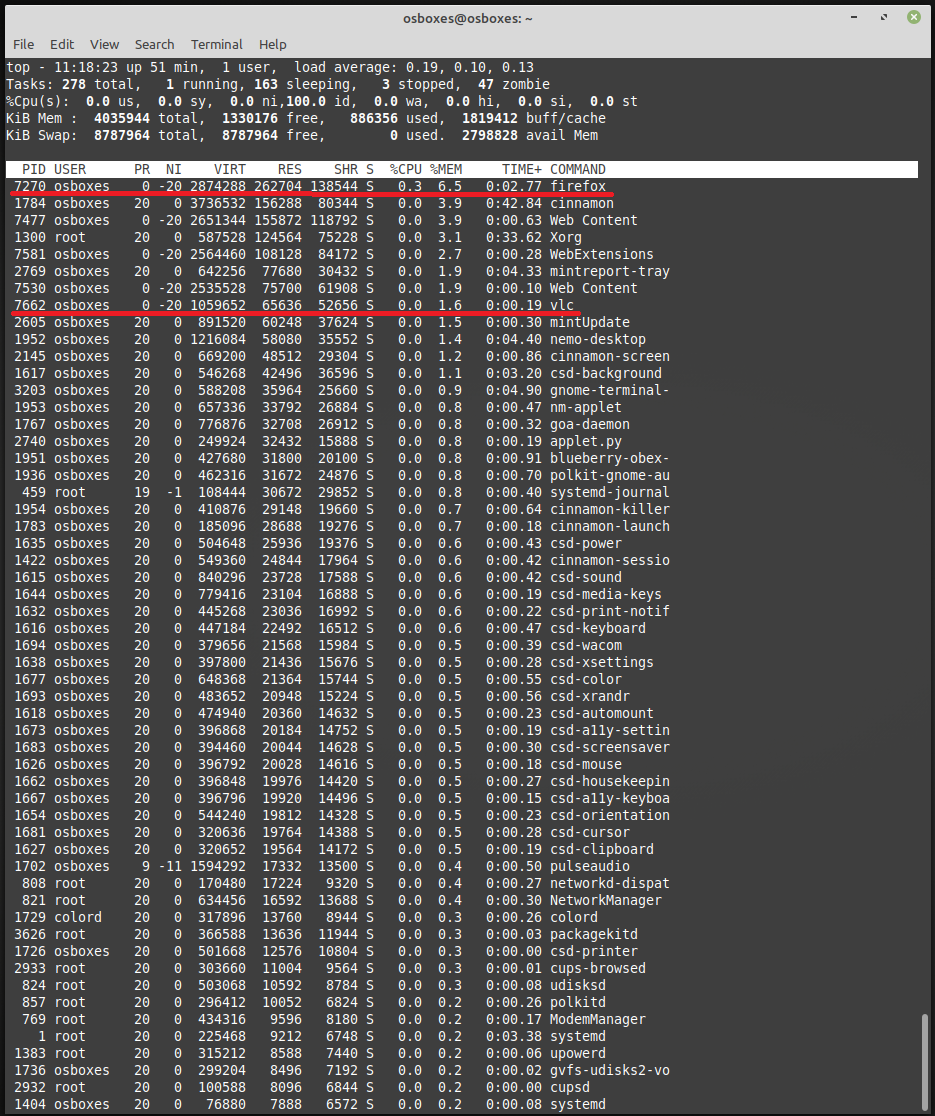 osboxes@osboxes: ~
File Edit View Search Terminal Help
top - 11:18:23 up 51 min,  1 user,  load average: 0.19, 0.10, 0.13
Tasks: 278 total,   1 running, 163 sleeping,   3 stopped,  47 zombie
%Cpu(s):  0.0 us,  0.0 sy,  0.0 ni,100.0 id,  0.0 wa,  0.0 hi,  0.0 si,  0.0 st
KiB Mem :  4035944 total,  1330176 free,   886356 used,  1819412 buff/cache
KiB Swap:  8787964 total,  8787964 free,        0 used.  2798828 avail Mem
PID USER PR NI VIRT RES SHR S %CPU %MEM TIME+ COMMAND
7270 osboxes 0 -20 2874288 262704 138544 S 0.3 6.5 0:02.77 firefox
1784 osboxes 20 0 3736532 156288 80344 S 0.0 3.9 0:42.84 cinnamon
7477 osboxes 0 -20 2651344 155872 118792 S 0.0 3.9 0:00.63 Web Content
1300 root 20 0 587528 124564 75228 S 0.0 3.1 0:33.62 Xorg
7581 osboxes 0 -20 2564460 108128 84172 S 0.0 2.7 0:00.28 WebExtensions
2769 osboxes 20 0 642256 77680 30432 S 0.0 1.9 0:04.33 mintreport-tray
7530 osboxes 0 -20 2535528 75700 61908 S 0.0 1.9 0:00.10 Web Content
7662 osboxes 0 -20 1059652 65636 52656 S 0.0 1.6 0:00.19 vlc
2605 osboxes 20 0 891520 60248 37624 S 0.0 1.5 0:00.30 mintUpdate
1952 osboxes 20 0 1216084 58080 35552 S 0.0 1.4 0:04.40 nemo-desktop
2145 osboxes 20 0 669200 48512 29304 S 0.0 1.2 0:00.86 cinnamon-screen
1617 osboxes 20 0 546268 42496 36596 S 0.0 1.1 0:03.20 csd-background
3203 osboxes 20 0 588208 35964 25660 S 0.0 0.9 0:04.90 gnome-terminal-
1953 osboxes 20 0 657336 33792 26884 S 0.0 0.8 0:00.47 nm-applet
1767 osboxes 20 0 776876 32708 26912 S 0.0 0.8 0:00.32 goa-daemon
2740 osboxes 20 0 249924 32432 15888 S 0.0 0.8 0:00.19 applet.py
1951 osboxes 20 0 427680 31800 20100 S 0.0 0.8 0:00.91 blueberry-obex-
1936 osboxes 20 0 462316 31672 24876 S 0.0 0.8 0:00.70 polkit-gnome-au
459 root 19 -1 108444 30672 29852 S 0.0 0.8 0:00.40 systemd-journal
1954 osboxes 20 0 410876 29148 19660 S 0.0 0.7 0:00.64 cinnamon-killer
1783 osboxes 20 0 185096 28688 19276 S 0.0 0.7 0:00.18 cinnamon-launch
1635 osboxes 20 0 504648 25936 19376 S 0.0 0.6 0:00.43 csd-power
1422 osboxes 20 0 549360 24844 17964 S 0.0 0.6 0:00.42 cinnamon-sessio
1615 osboxes 20 0 840296 23728 17588 S 0.0 0.6 0:00.42 csd-sound
1644 osboxes 20 0 779416 23104 16888 S 0.0 0.6 0:00.19 csd-media-keys
1632 osboxes 20 0 445268 23036 16992 S 0.0 0.6 0:00.22 csd-print-notif
1616 osboxes 20 0 447184 22492 16512 S 0.0 0.6 0:00.47 csd-keyboard
1694 osboxes 20 0 379656 21568 15984 S 0.0 0.5 0:00.39 csd-wacom
1638 osboxes 20 0 397800 21436 15676 S 0.0 0.5 0:00.28 csd-xsettings
1677 osboxes 20 0 648368 21364 15744 S 0.0 0.5 0:00.55 csd-color
1693 osboxes 20 0 483652 20948 15224 S 0.0 0.5 0:00.56 csd-xrandr
1618 osboxes 20 0 474940 20360 14632 S 0.0 0.5 0:00.23 csd-automount
1673 osboxes 20 0 396868 20184 14752 S 0.0 0.5 0:00.19 csd-a11y-settin
1683 osboxes 20 0 394460 20044 14628 S 0.0 0.5 0:00.30 csd-screensaver
1626 osboxes 20 0 396792 20028 14616 S 0.0 0.5 0:00.18 csd-mouse
1662 osboxes 20 0 396848 19976 14420 S 0.0 0.5 0:00.27 csd-housekeepin
1667 osboxes 20 0 396796 19920 14496 S 0.0 0.5 0:00.15 csd-a11y-keyboa
1654 osboxes 20 0 544240 19812 14328 S 0.0 0.5 0:00.23 csd-orientation
1681 osboxes 20 0 320636 19764 14388 S 0.0 0.5 0:00.28 csd-cursor
1627 osboxes 20 0 320652 19564 14172 S 0.0 0.5 0:00.19 csd-clipboard
1702 osboxes 9 -11 1594292 17332 13500 S 0.0 0.4 0:00.50 pulseaudio
808 root 20 0 170480 17224 9320 S 0.0 0.4 0:00.27 networkd-dispat
821 root 20 0 634456 16592 13688 S 0.0 0.4 0:00.30 NetworkManager
1729 colord 20 0 317896 13760 8944 S 0.0 0.3 0:00.26 colord
3626 root 20 0 366588 13636 11944 S 0.0 0.3 0:00.03 packagekitd
1726 osboxes 20 0 501668 12576 10804 S 0.0 0.3 0:00.00 csd-printer
2933 root 20 0 303660 11004 9564 S 0.0 0.3 0:00.01 cups-browsed
824 root 20 0 503068 10592 8784 S 0.0 0.3 0:00.08 udisksd
857 root 20 0 296412 10052 6824 S 0.0 0.2 0:00.26 polkitd
769 root 20 0 434316 9596 8180 S 0.0 0.2 0:00.17 ModemManager
1 root 20 0 225468 9212 6748 S 0.0 0.2 0:03.38 systemd
1383 root 20 0 315212 8588 7440 S 0.0 0.2 0:00.06 upowerd
1736 osboxes 20 0 299204 8496 7192 S 0.0 0.2 0:00.02 gvfs-udisks2-vo
2932 root 20 0 100588 8096 6844 S 0.0 0.2 0:00.00 cupsd
1404 osboxes 20 0 76880 7888 6572 S 0.0 0.2 0:00.08 systemd